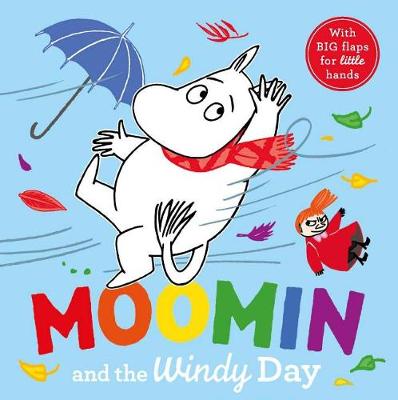 With
BIG flaps
for little
hands
MOOMIN
and the Windy Day